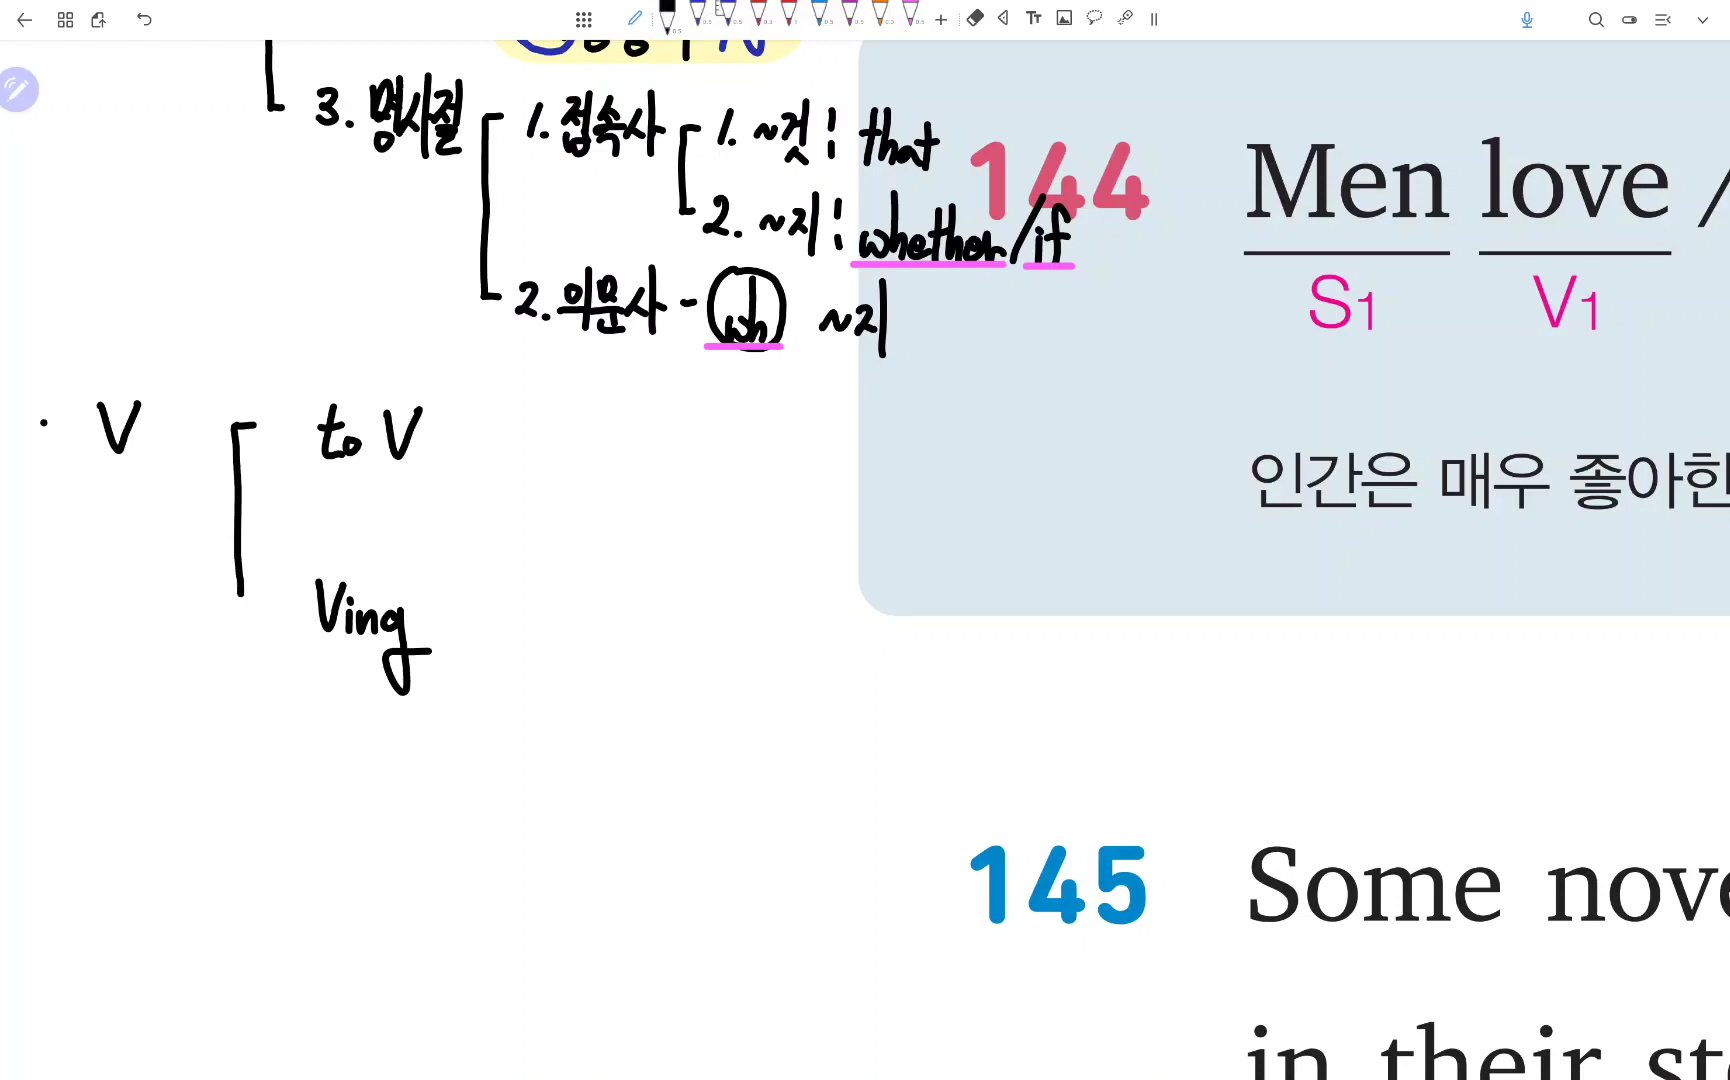 3. 명사절
1. 접속사
1. ~것 : that
2. ~지 : whether/if
2. 의문사 - wh ~지
· V
to V
Ving
144 Men love /
S1 V1
인간은 매우 좋아한
145 Some nove
in their sto